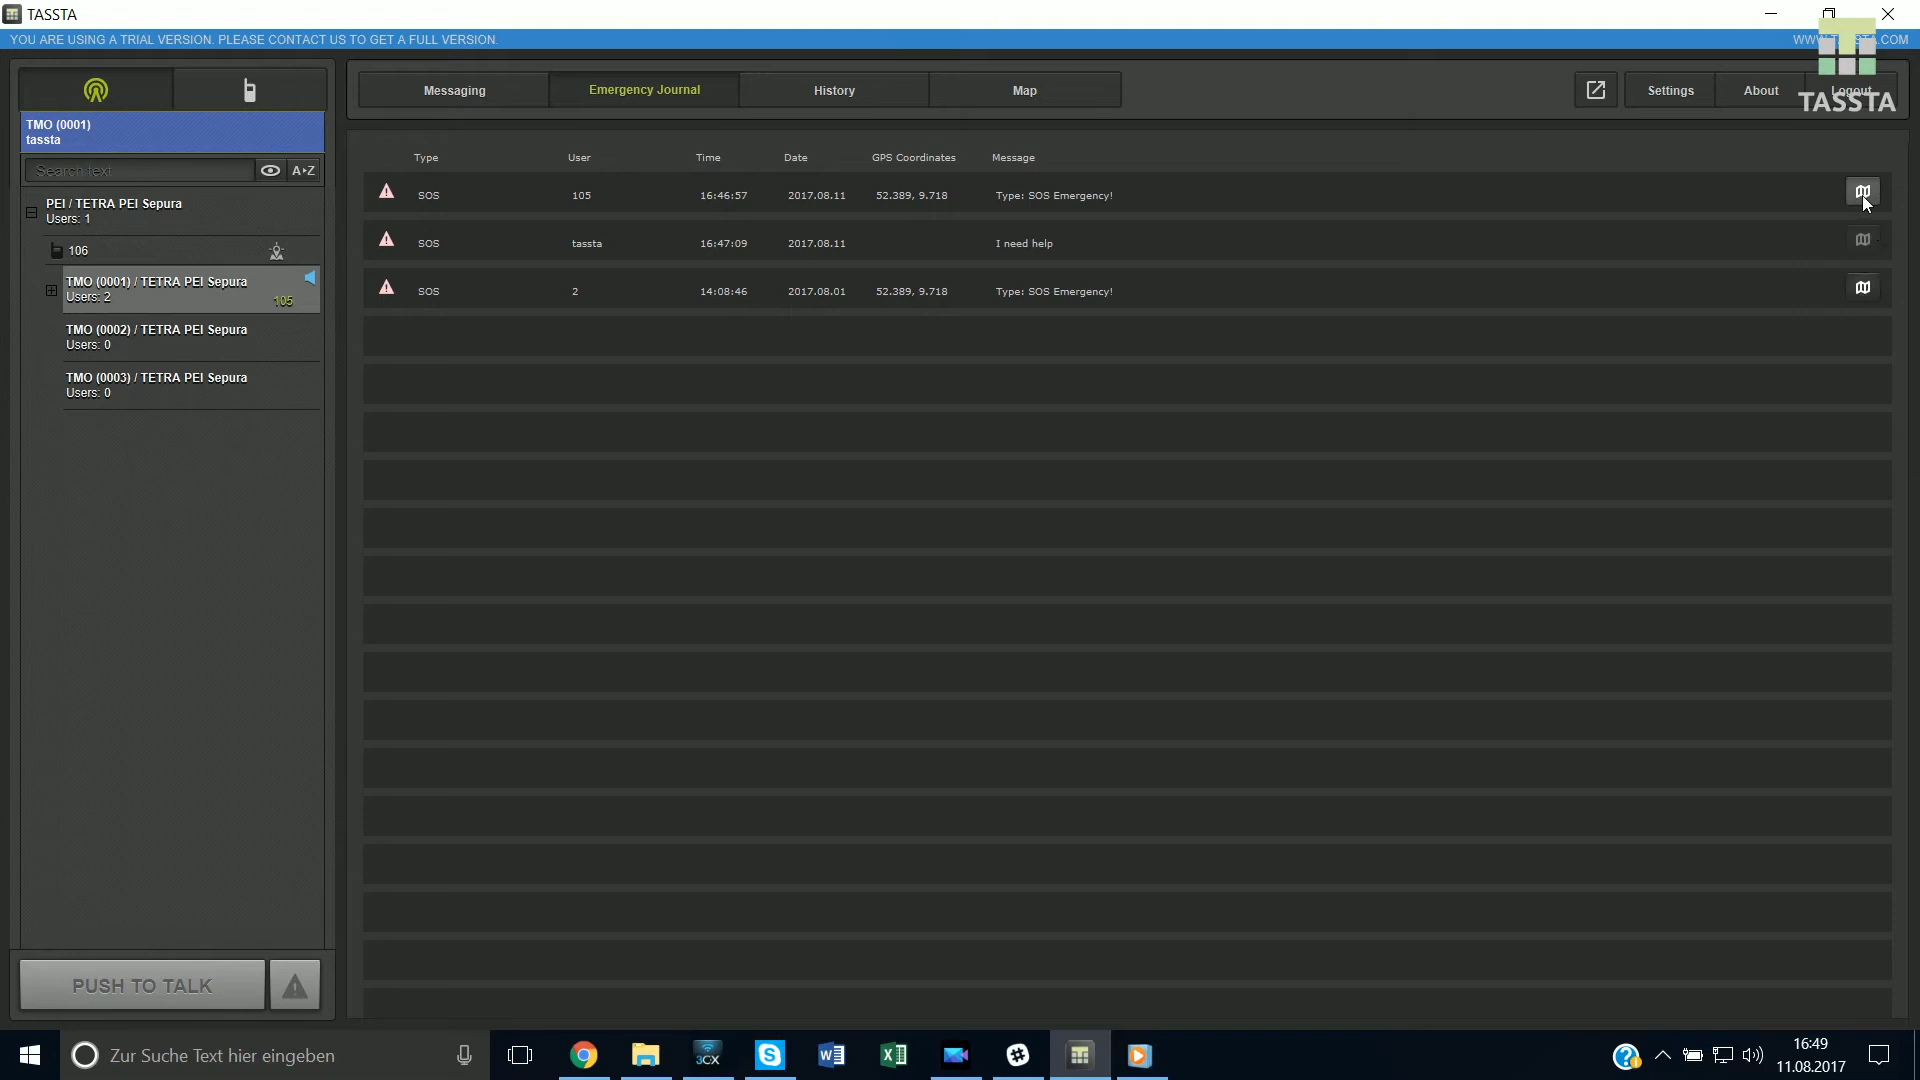 TASSTA
YOU ARE USING A TRIAL VERSION. PLEASE CONTACT US TO GET A FULL VERSION.
TASSTA
Messaging
Emergency Journal
History
Map
Settings
About
Logout
TMO (0001)
tassta
Search text
A▸Z
PEI / TETRA PEI Sepura
Users: 1
106
TMO (0001) / TETRA PEI Sepura
Users: 2
105
TMO (0002) / TETRA PEI Sepura
Users: 0
TMO (0003) / TETRA PEI Sepura
Users: 0
PUSH TO TALK
Type User Time Date GPS Coordinates Message
SOS 105 16:46:57 2017.08.11 52.389, 9.718 Type: SOS Emergency!
SOS tassta 16:47:09 2017.08.11 I need help
SOS 2 14:08:46 2017.08.01 52.389, 9.718 Type: SOS Emergency!
Zur Suche Text hier eingeben
3CX
16:49
11.08.2017